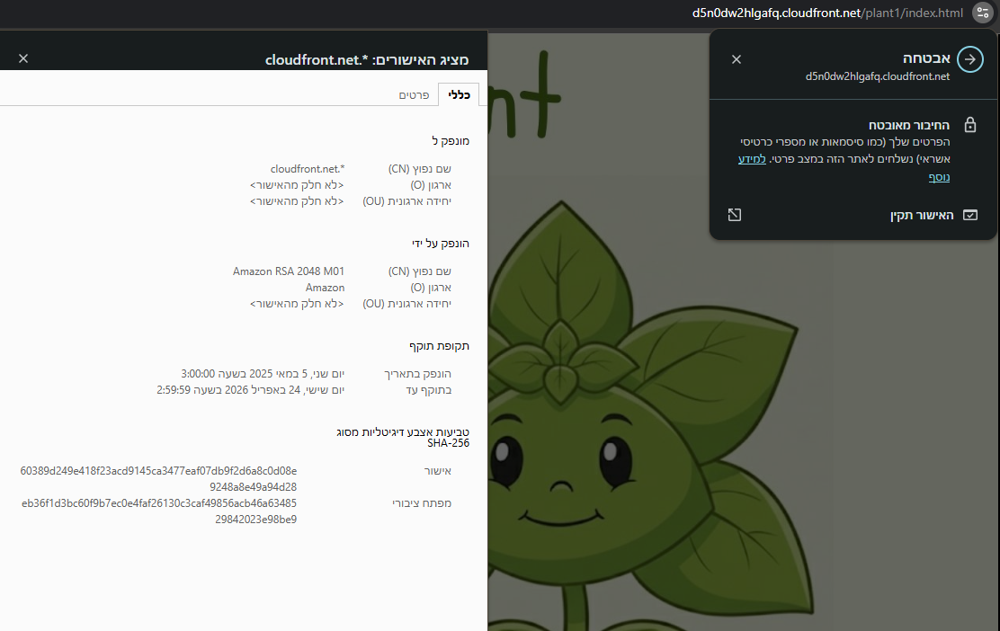 d5n0dw2hlgafq.cloudfront.net/plant1/index.html
אבטחה
d5n0dw2hlgafq.cloudfront.net
החיבור מאובטח
הפרטים שלך (כמו סיסמאות או מספרי כרטיסי
אשראי) נשלחים לאתר הזה במצב פרטי. למידע
נוסף
האישור תקין
מציג האישורים: *.cloudfront.net
כללי
פרטים
מונפק ל
שם נפוץ (CN) *.cloudfront.net
ארגון (O) <לא חלק מהאישור>
יחידה ארגונית (OU) <לא חלק מהאישור>
הונפק על ידי
שם נפוץ (CN) Amazon RSA 2048 M01
ארגון (O) Amazon
יחידה ארגונית (OU) <לא חלק מהאישור>
תקופת תוקף
הונפק בתאריך יום שני, 5 במאי 2025 בשעה 3:00:00
בתוקף עד יום שישי, 24 באפריל 2026 בשעה 2:59:59
טביעות אצבע דיגיטליות מסוג
SHA-256
אישור 60389d249e418f23acd9145ca3477eaf07db9f2d6a8c0d08e
9248a8e49a94d28
מפתח ציבורי eb36f1d3bc60f9b7ec0e4faf26130c3caf49856acb46a63485
29842023e98be9
nt